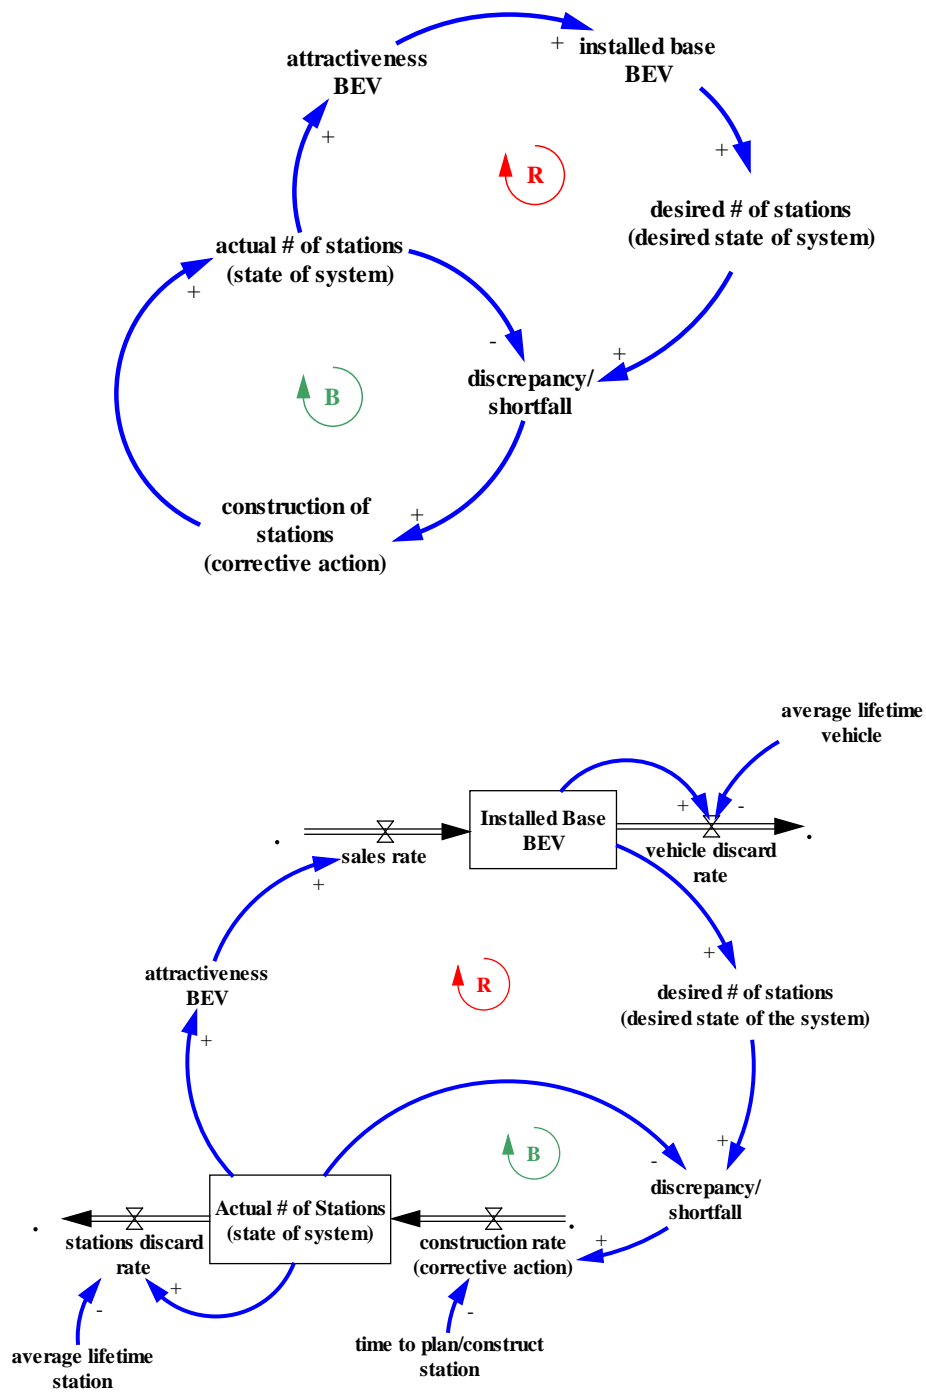 attractiveness
BEV
+
installed base
BEV
+
+
R
desired # of stations
(desired state of system)
actual # of stations
(state of system)
+
-
+
discrepancy/
shortfall
B
construction of
stations
(corrective action)
+
average lifetime
vehicle
Installed Base
BEV
+
-
sales rate
vehicle discard
rate
+
+
attractiveness
BEV
R
desired # of stations
(desired state of the system)
+
+
B
-
discrepancy/
shortfall
Actual # of Stations
(state of system)
stations discard
rate
construction rate
(corrective action)
+
+
-
-
average lifetime
station
time to plan/construct
station